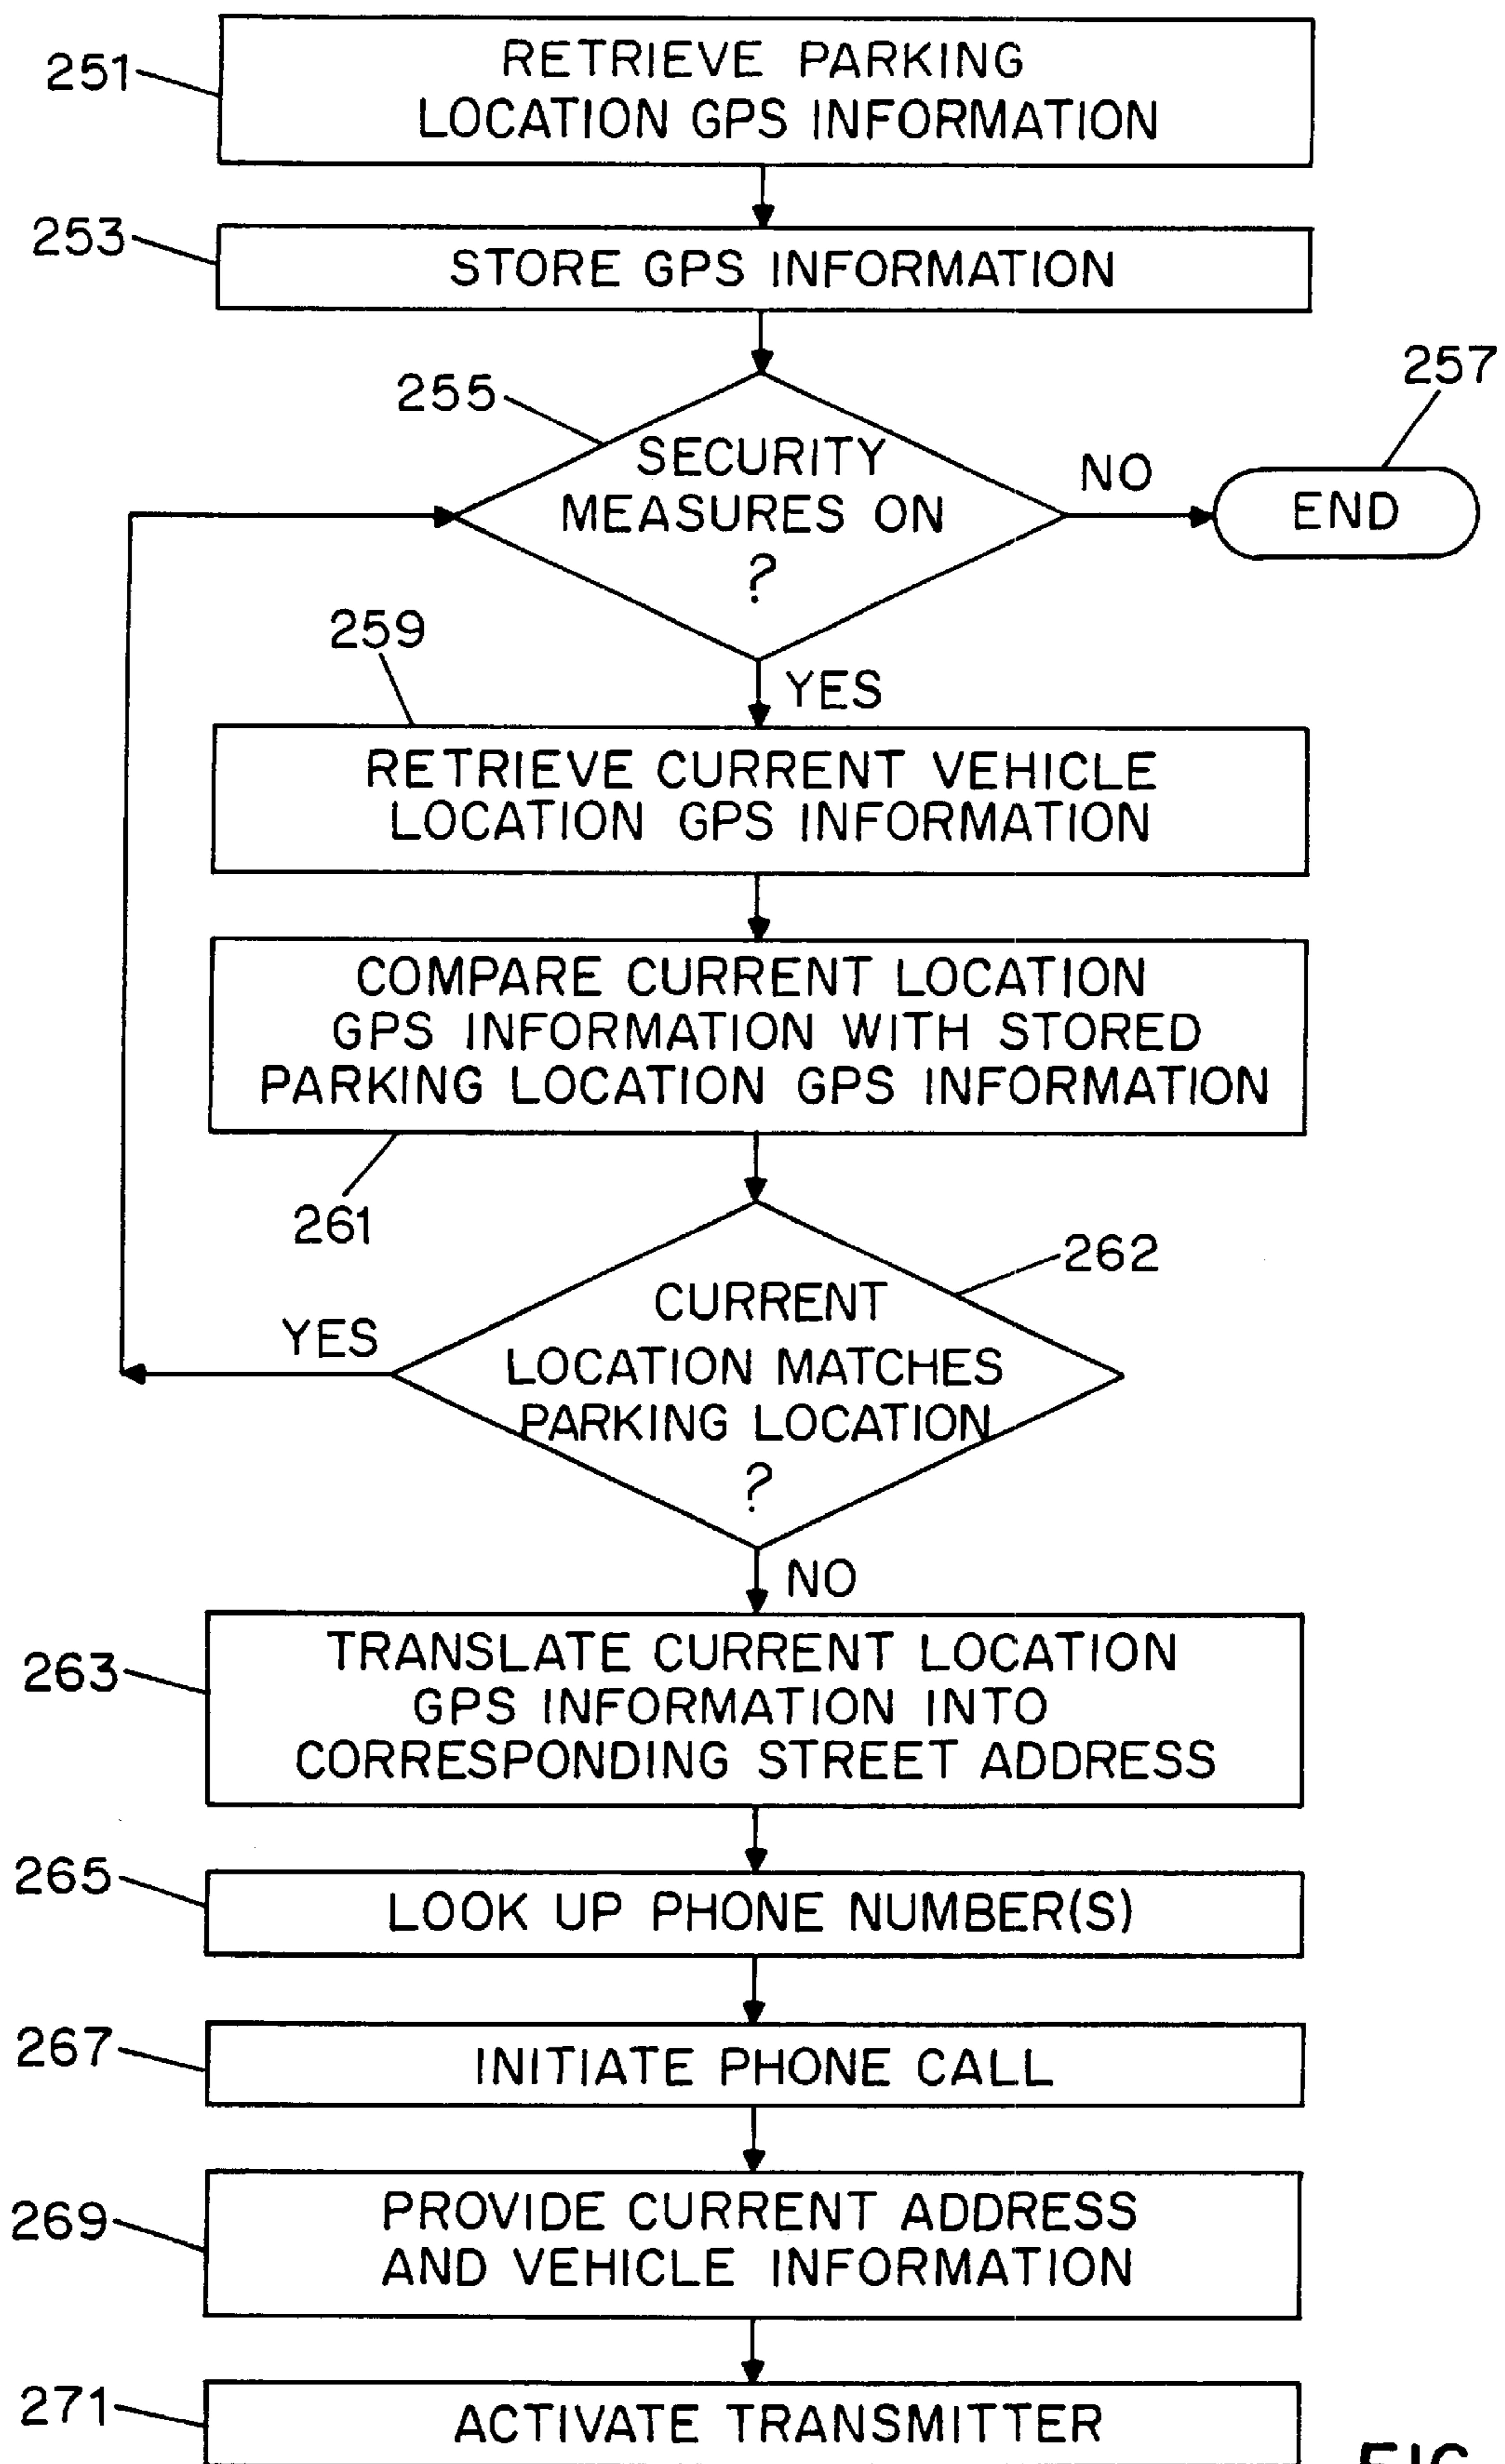 251
RETRIEVE PARKING
LOCATION GPS INFORMATION
253
STORE GPS INFORMATION
257
255
SECURITY
MEASURES ON
?
NO
END
259
YES
RETRIEVE CURRENT VEHICLE
LOCATION GPS INFORMATION
COMPARE CURRENT LOCATION
GPS INFORMATION WITH STORED
PARKING LOCATION GPS INFORMATION
261
262
CURRENT
LOCATION MATCHES
PARKING LOCATION
?
YES
NO
263
TRANSLATE CURRENT LOCATION
GPS INFORMATION INTO
CORRESPONDING STREET ADDRESS
265
LOOK UP PHONE NUMBER(S)
267
INITIATE PHONE CALL
269
PROVIDE CURRENT ADDRESS
AND VEHICLE INFORMATION
271
ACTIVATE TRANSMITTER